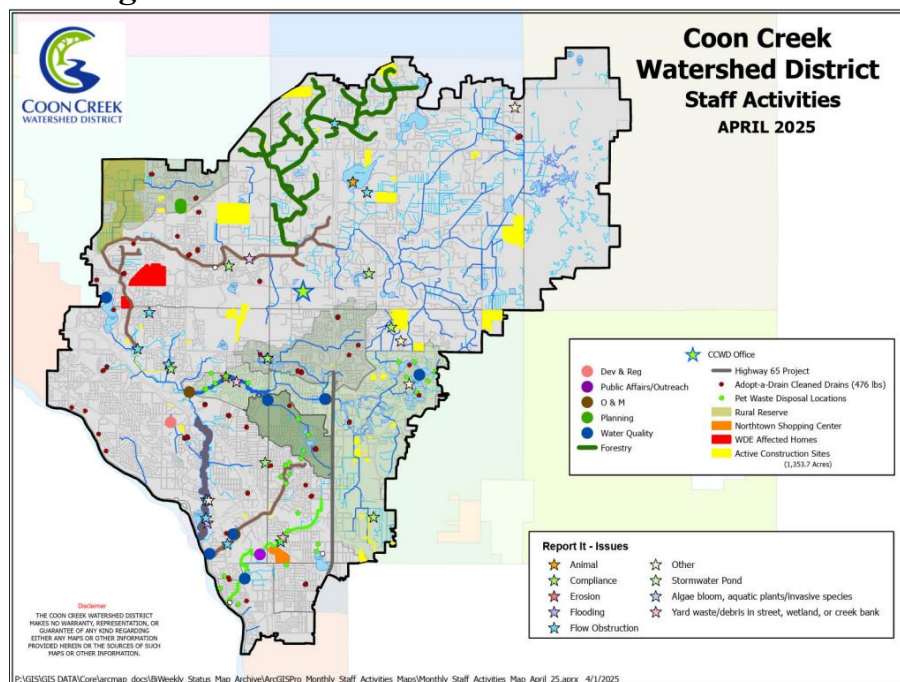 COON CREEK
WATERSHED DISTRICT
Coon Creek
Watershed District
Staff Activities
APRIL 2025
CCWD Office
Dev & Reg
Public Affairs/Outreach
O & M
Planning
Water Quality
Forestry
Highway 65 Project
Adopt-a-Drain Cleaned Drains (476 lbs)
Pet Waste Disposal Locations
Rural Reserve
Northtown Shopping Center
WDE Affected Homes
Active Construction Sites
(1,353.7 Acres)
Report It - Issues
Animal
Compliance
Erosion
Flooding
Flow Obstruction
Other
Stormwater Pond
Algae bloom, aquatic plants/invasive species
Yard waste/debris in street, wetland, or creek bank
Disclaimer
THE COON CREEK WATERSHED DISTRICT
MAKES NO WARRANTY, REPRESENTATION, OR
GUARANTEE OF ANY KIND REGARDING
EITHER ANY MAPS OR OTHER INFORMATION
PROVIDED HEREIN OR THE SOURCES OF SUCH
MAPS OR OTHER INFORMATION.
P:\GIS\GIS DATA\Core\arcmap_docs\BiWeekly_Status_Map_Archive\ArcGISPro_Monthly_Staff_Activities_Maps\Monthly_Staff_Activities_Map_April_25.aprx 4/1/2025